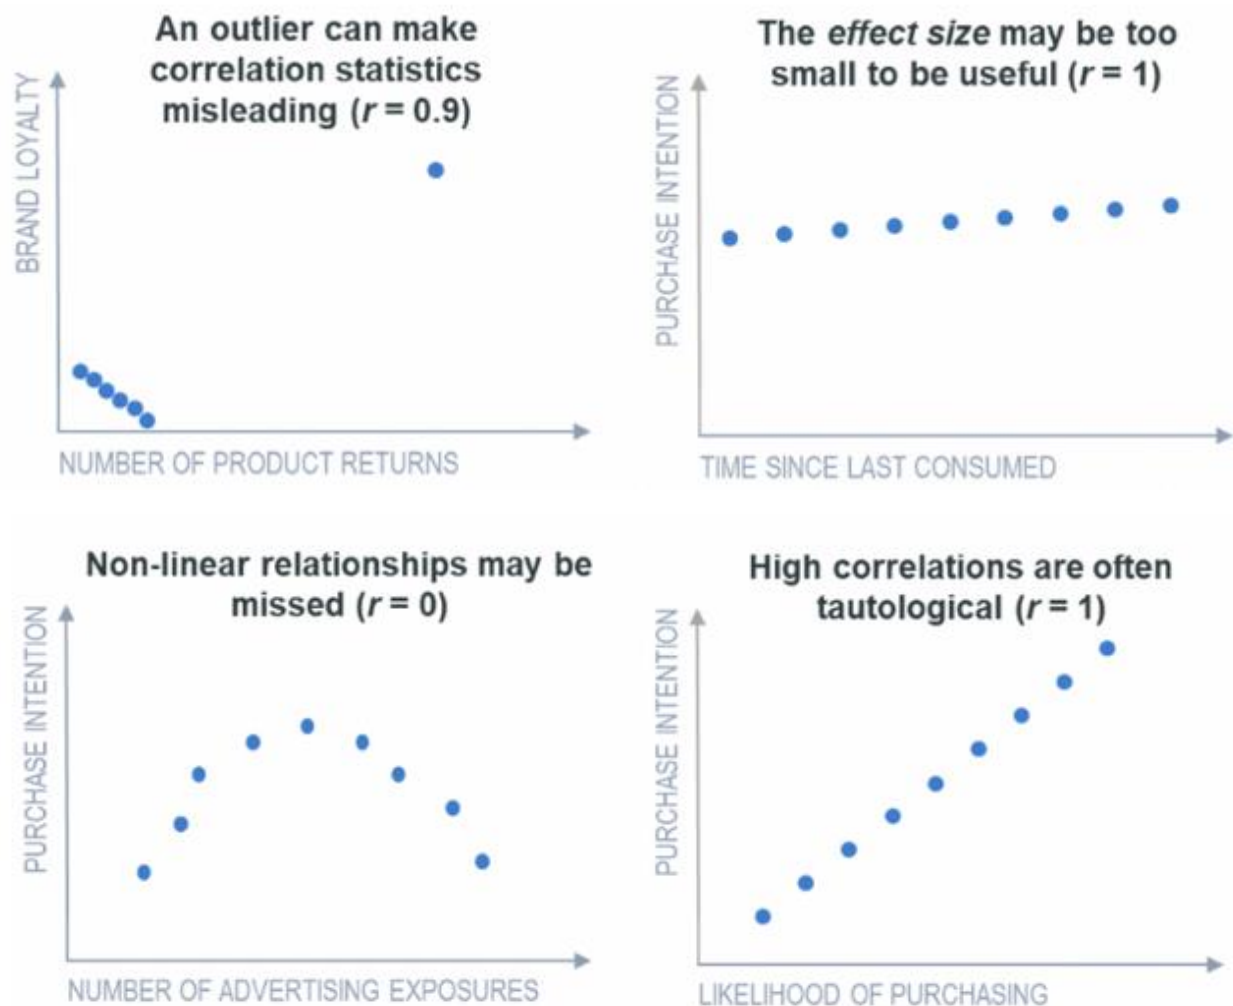 An outlier can make
correlation statistics
misleading (r = 0.9)
BRAND LOYALTY
NUMBER OF PRODUCT RETURNS
The effect size may be too
small to be useful (r = 1)
PURCHASE INTENTION
TIME SINCE LAST CONSUMED
Non-linear relationships may be
missed (r = 0)
PURCHASE INTENTION
NUMBER OF ADVERTISING EXPOSURES
High correlations are often
tautological (r = 1)
PURCHASE INTENTION
LIKELIHOOD OF PURCHASING